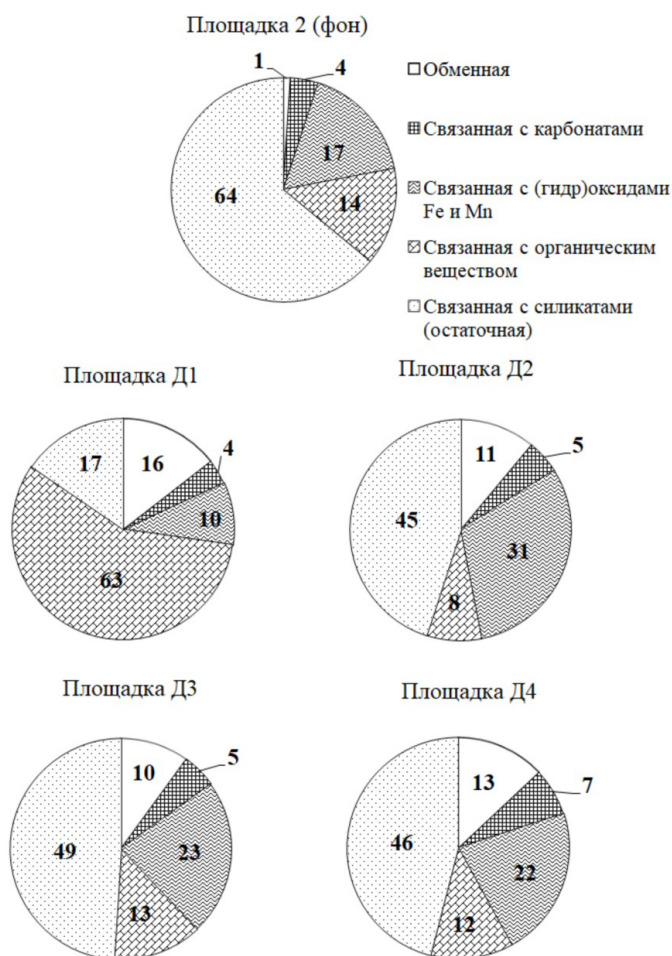 Площадка 2 (фон)
1
4
17
14
64
Обменная
Связанная с карбонатами
Связанная с (гидр)оксидами
Fe и Mn
Связанная с органическим
веществом
Связанная с силикатами
(остаточная)
Площадка Д1
16
4
10
63
17
Площадка Д2
11
5
31
8
45
Площадка Д3
10
5
23
13
49
Площадка Д4
13
7
22
12
46